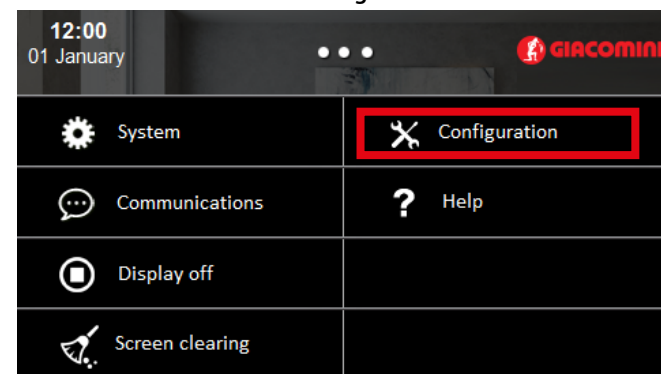 12:00
01 January
GIACOMINI
System
Configuration
Communications
? Help
Display off
Screen clearing